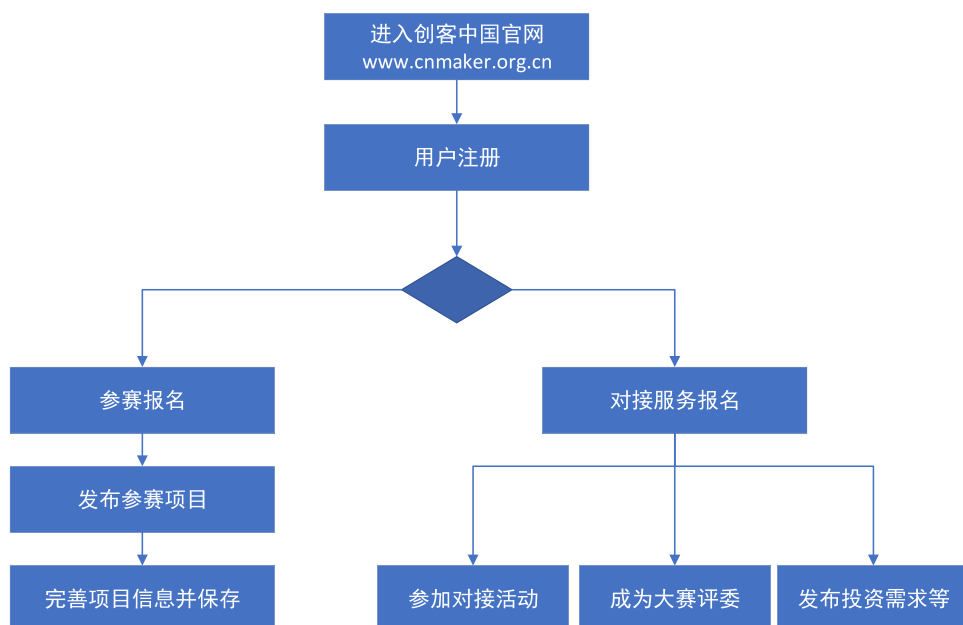 进入创客中国官网
www.cnmaker.org.cn
用户注册
参赛报名
对接服务报名
发布参赛项目
完善项目信息并保存
参加对接活动
成为大赛评委
发布投资需求等